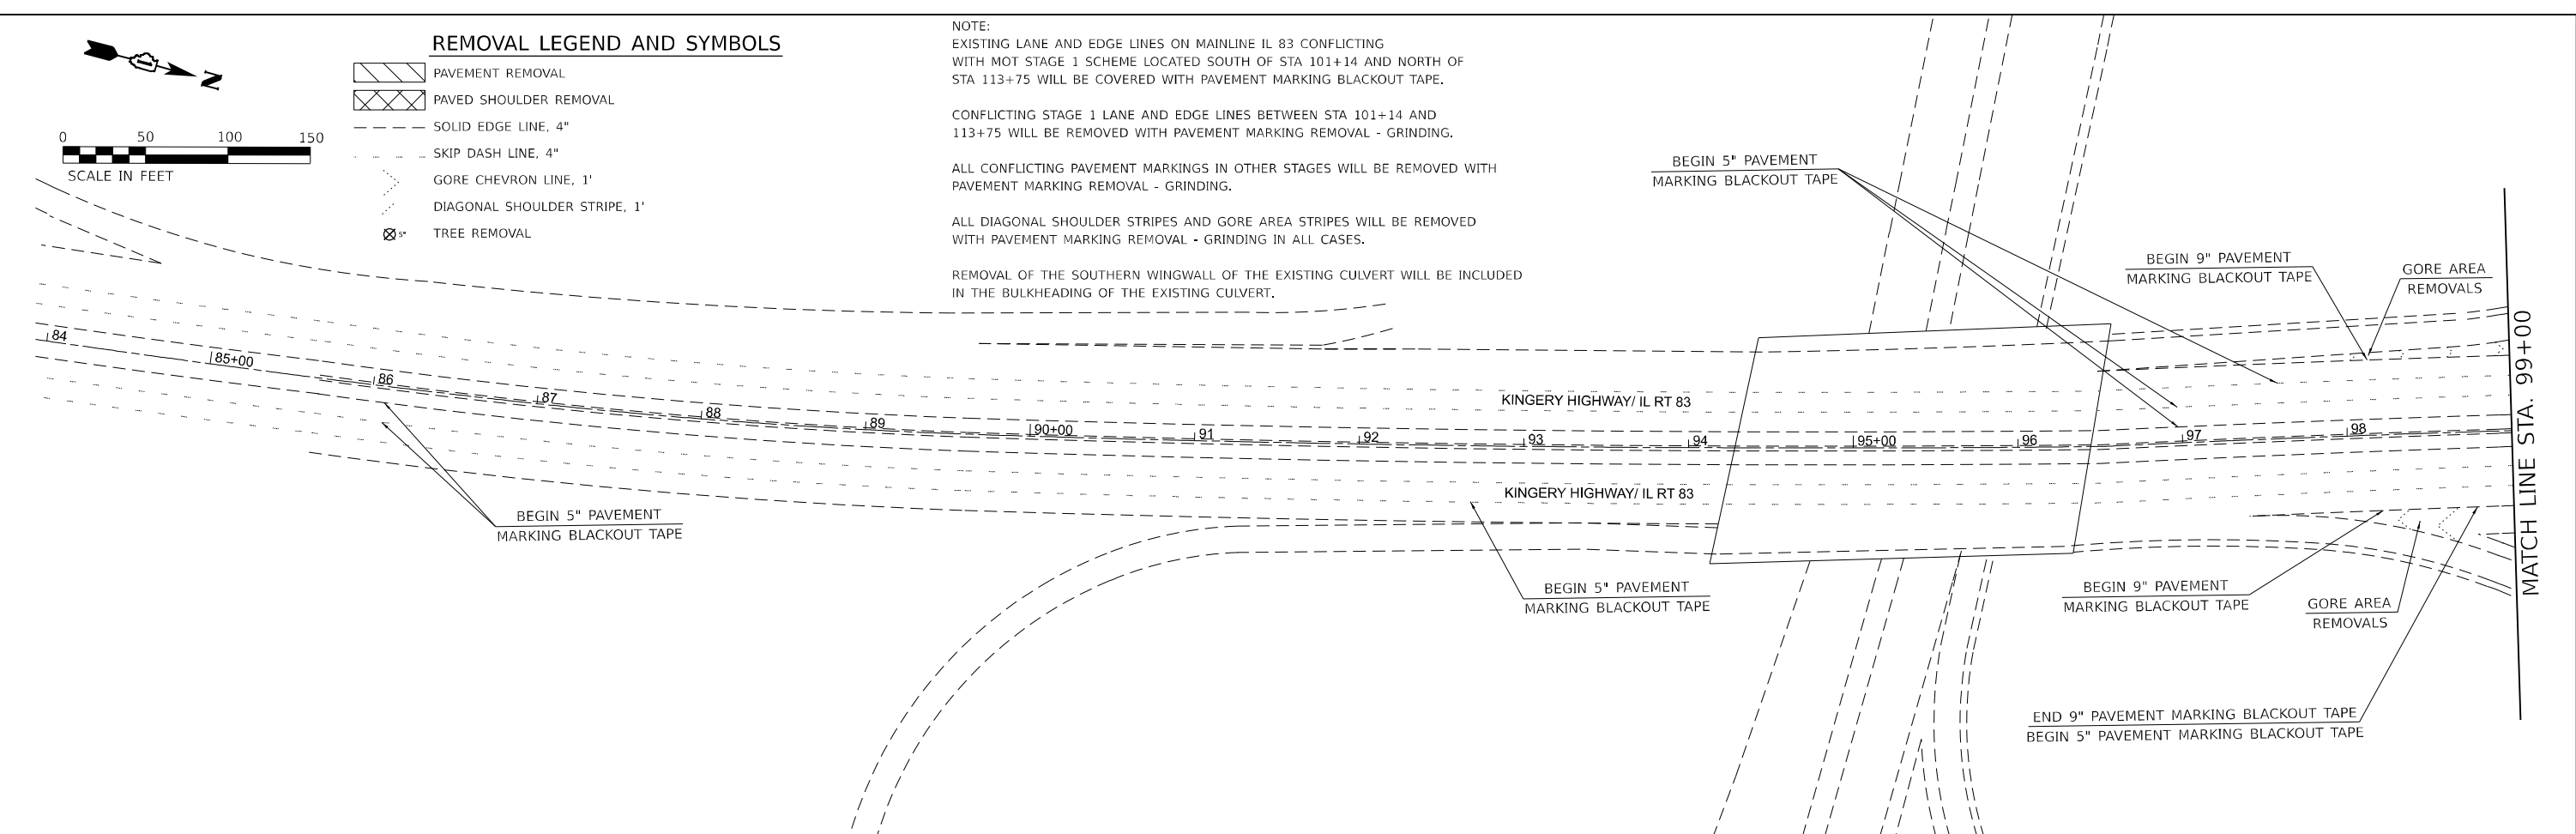 REMOVAL LEGEND AND SYMBOLS
PAVEMENT REMOVAL
PAVED SHOULDER REMOVAL
SOLID EDGE LINE, 4"
SKIP DASH LINE, 4"
GORE CHEVRON LINE, 1'
DIAGONAL SHOULDER STRIPE, 1'
5" TREE REMOVAL
N
0 50 100 150
SCALE IN FEET
NOTE:
EXISTING LANE AND EDGE LINES ON MAINLINE IL 83 CONFLICTING
WITH MOT STAGE 1 SCHEME LOCATED SOUTH OF STA 101+14 AND NORTH OF
STA 113+75 WILL BE COVERED WITH PAVEMENT MARKING BLACKOUT TAPE.
CONFLICTING STAGE 1 LANE AND EDGE LINES BETWEEN STA 101+14 AND
113+75 WILL BE REMOVED WITH PAVEMENT MARKING REMOVAL - GRINDING.
ALL CONFLICTING PAVEMENT MARKINGS IN OTHER STAGES WILL BE REMOVED WITH
PAVEMENT MARKING REMOVAL - GRINDING.
ALL DIAGONAL SHOULDER STRIPES AND GORE AREA STRIPES WILL BE REMOVED
WITH PAVEMENT MARKING REMOVAL - GRINDING IN ALL CASES.
REMOVAL OF THE SOUTHERN WINGWALL OF THE EXISTING CULVERT WILL BE INCLUDED
IN THE BULKHEADING OF THE EXISTING CULVERT.
BEGIN 5" PAVEMENT
MARKING BLACKOUT TAPE
BEGIN 9" PAVEMENT
MARKING BLACKOUT TAPE
GORE AREA
REMOVALS
MATCH LINE STA. 99+00
KINGERY HIGHWAY/ IL RT 83
84 85+00 86 87 88 89 90+00 91 92 93 94 95+00 96 97 98
KINGERY HIGHWAY/ IL RT 83
BEGIN 5" PAVEMENT
MARKING BLACKOUT TAPE
BEGIN 5" PAVEMENT
MARKING BLACKOUT TAPE
BEGIN 9" PAVEMENT
MARKING BLACKOUT TAPE
GORE AREA
REMOVALS
END 9" PAVEMENT MARKING BLACKOUT TAPE
BEGIN 5" PAVEMENT MARKING BLACKOUT TAPE